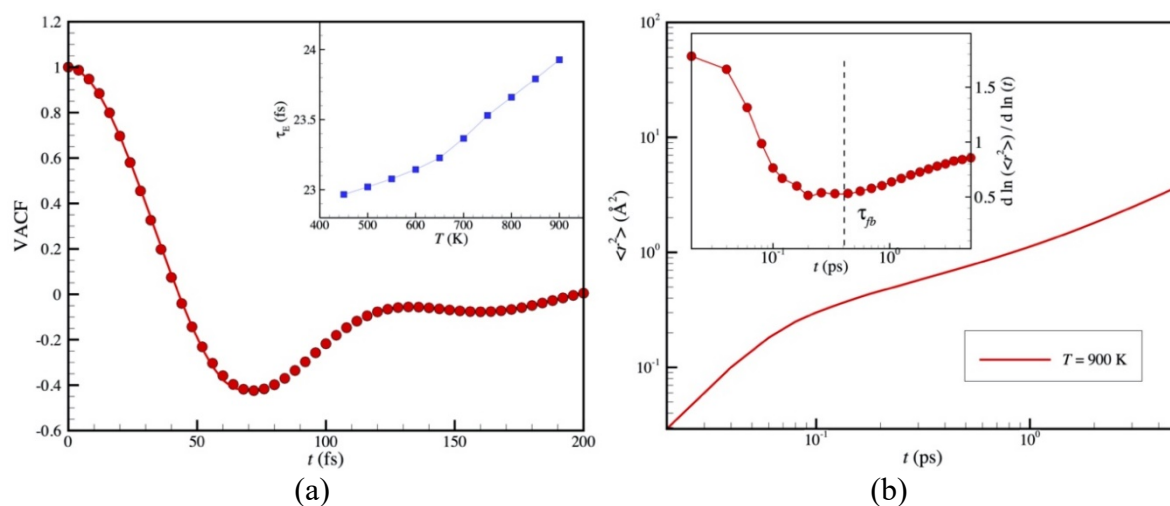 1.2
1
0.8
0.6
0.4
0.2
0
-0.2
-0.4
-0.6
VACF
0
50
100
150
200
t (fs)
24
23.5
23
τE (fs)
400
500
600
700
800
900
T (K)
(a)
10²
10¹
10⁰
10⁻¹
<r²> (Å²)
10⁻¹
10⁰
t (ps)
1.5
1
0.5
d ln (<r²>) / d ln (t)
τfb
10⁻¹
10⁰
t (ps)
T = 900 K
(b)